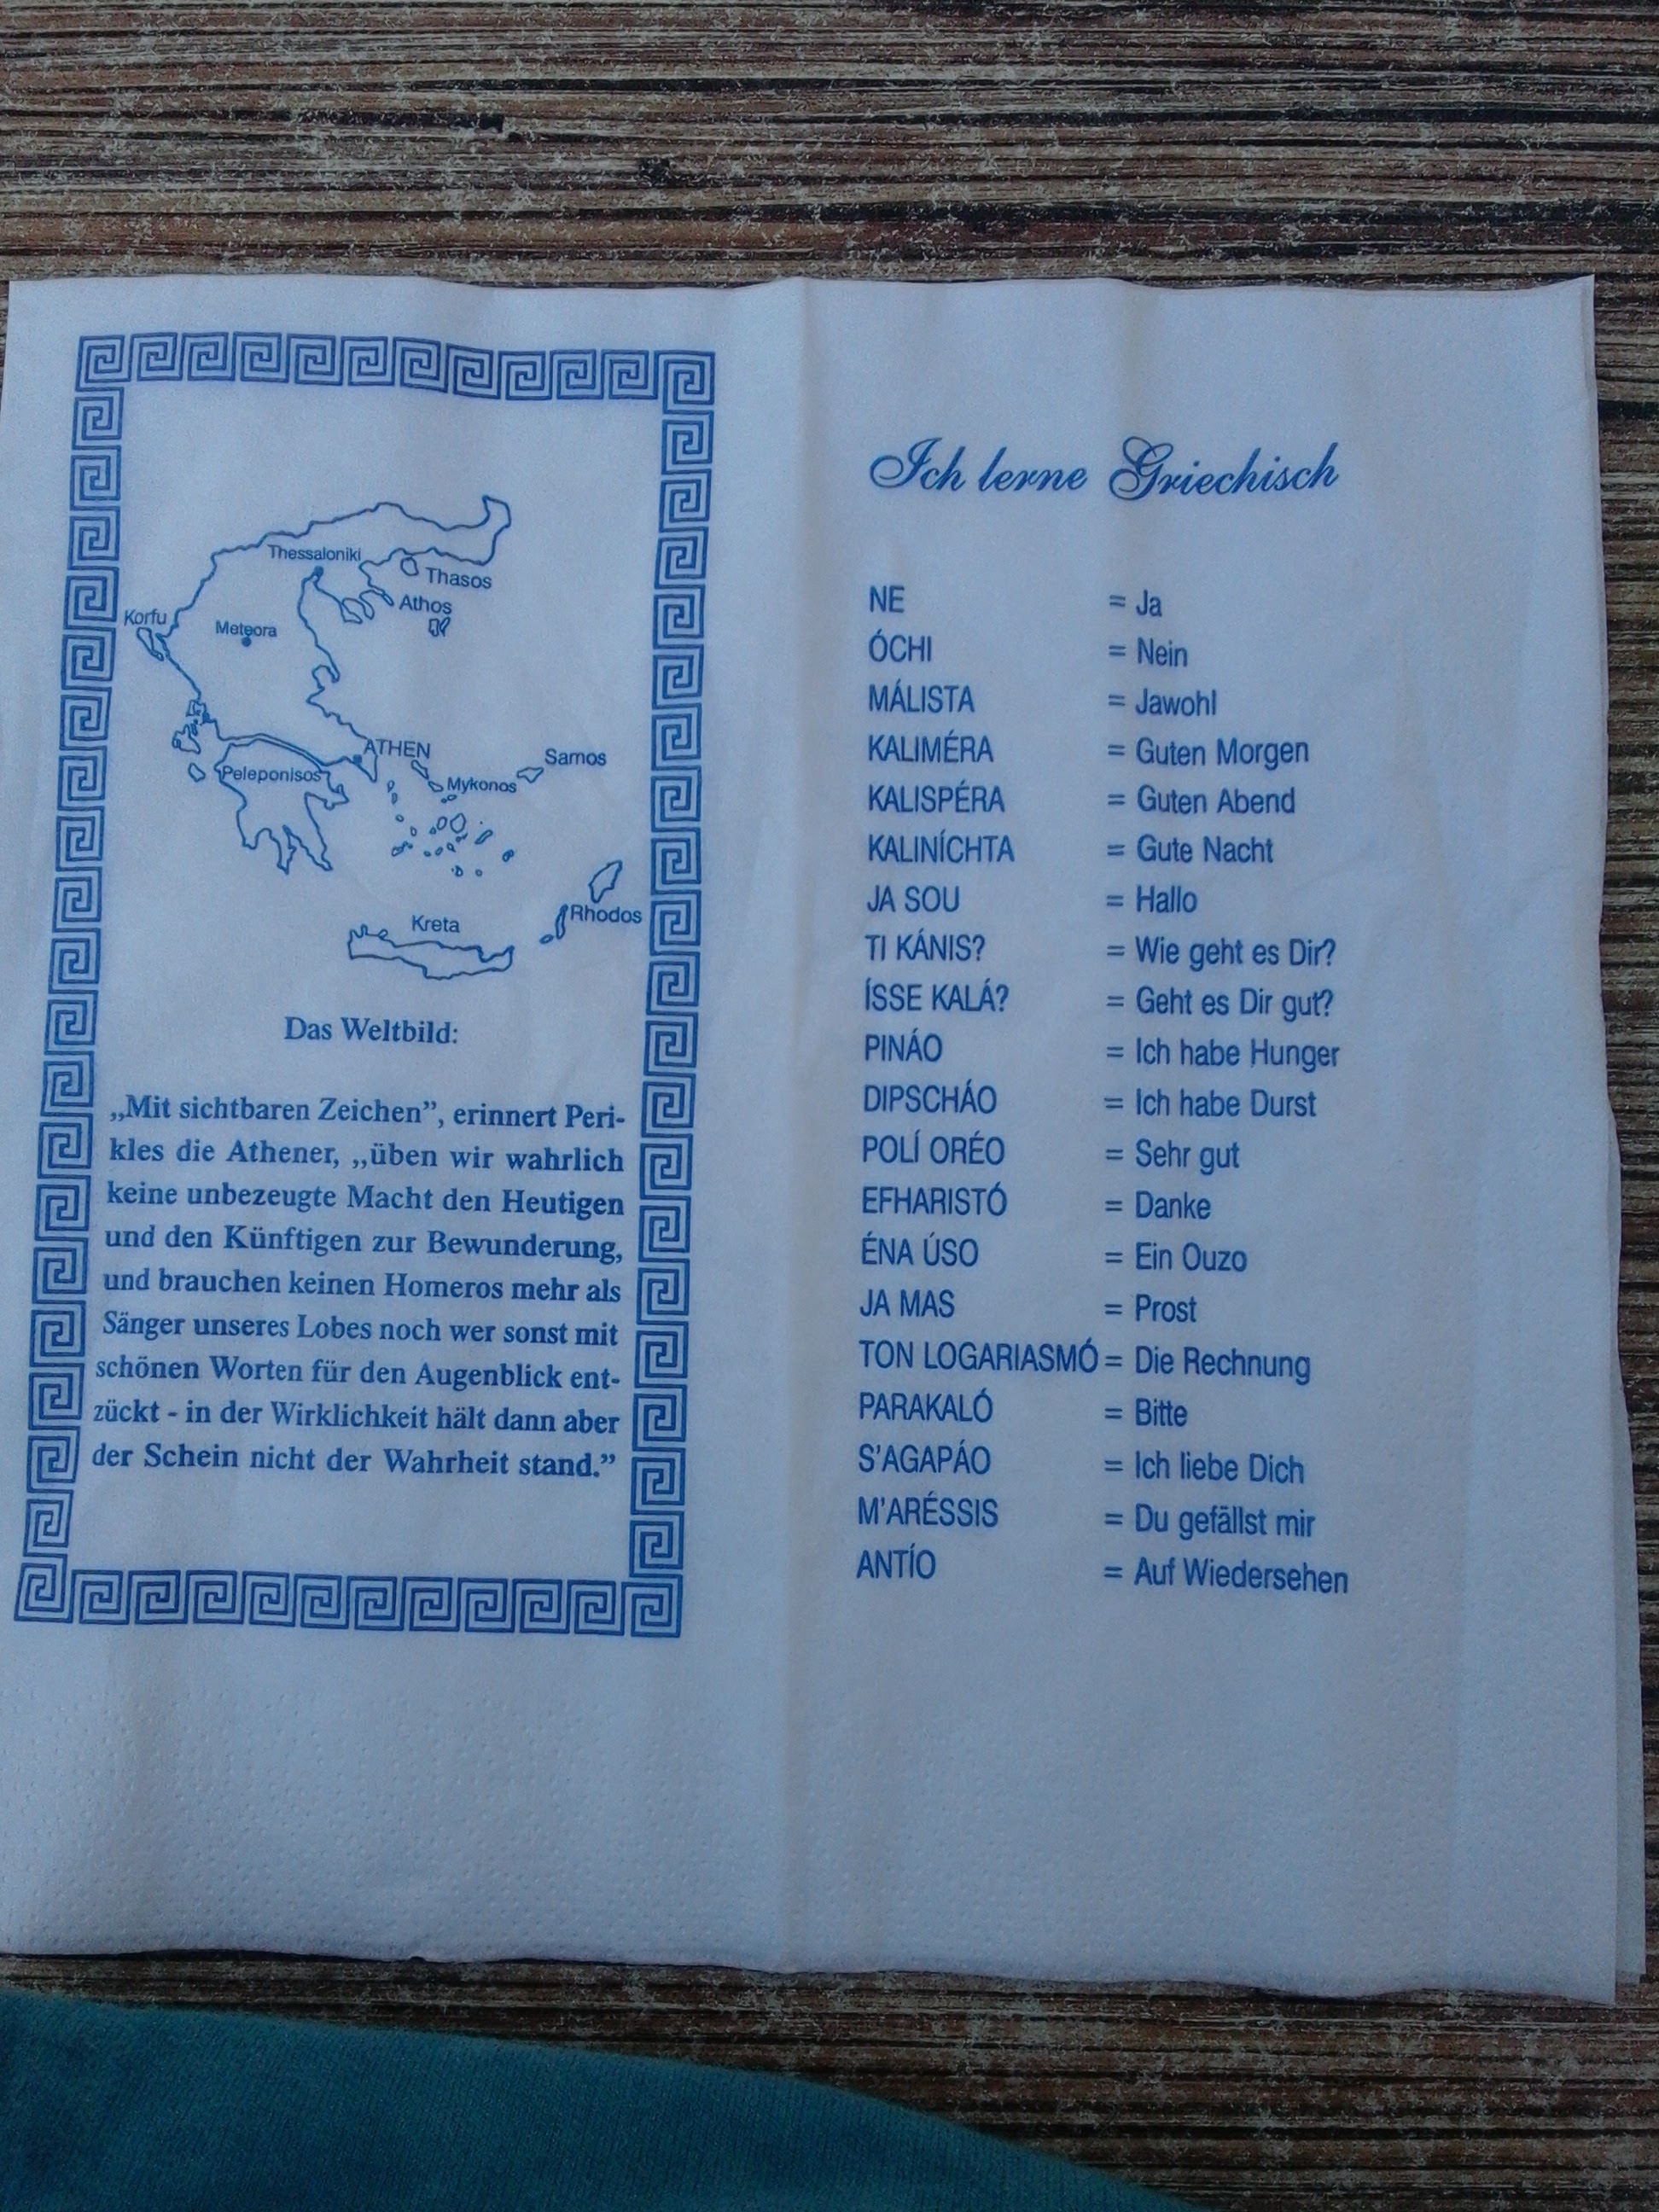 Thessaloniki
Thasos
Athos
Korfu
Meteora
ATHEN
Samos
Peleponisos
Mykonos
Rhodos
Kreta
Das Weltbild:
„Mit sichtbaren Zeichen”, erinnert Peri-
kles die Athener, „üben wir wahrlich
keine unbezeugte Macht den Heutigen
und den Künftigen zur Bewunderung,
und brauchen keinen Homeros mehr als
Sänger unseres Lobes noch wer sonst mit
schönen Worten für den Augenblick ent-
zückt - in der Wirklichkeit hält dann aber
der Schein nicht der Wahrheit stand.”
Ich lerne Griechisch
NE = Ja
ÓCHI = Nein
MÁLISTA = Jawohl
KALIMÉRA = Guten Morgen
KALISPÉRA = Guten Abend
KALINÍCHTA = Gute Nacht
JA SOU = Hallo
TI KÁNIS? = Wie geht es Dir?
ÍSSE KALÁ? = Geht es Dir gut?
PINÁO = Ich habe Hunger
DIPSCHÁO = Ich habe Durst
POLÍ ORÉO = Sehr gut
EFHARISTÓ = Danke
ÉNA ÚSO = Ein Ouzo
JA MAS = Prost
TON LOGARIASMÓ = Die Rechnung
PARAKALÓ = Bitte
S’AGAPÁO = Ich liebe Dich
M’ARÉSSIS = Du gefällst mir
ANTÍO = Auf Wiedersehen